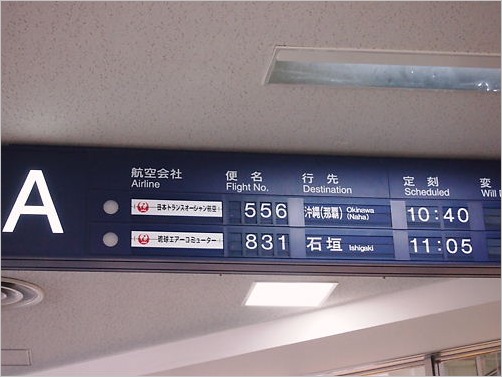 A
航空会社 便名 行先 定刻 変
Airline Flight No. Destination Scheduled Will
日本トランスオーシャン航空 556 沖縄(那覇) Okinawa (Naha) 10:40
琉球エアーコミューター 831 石垣 Ishigaki 11:05